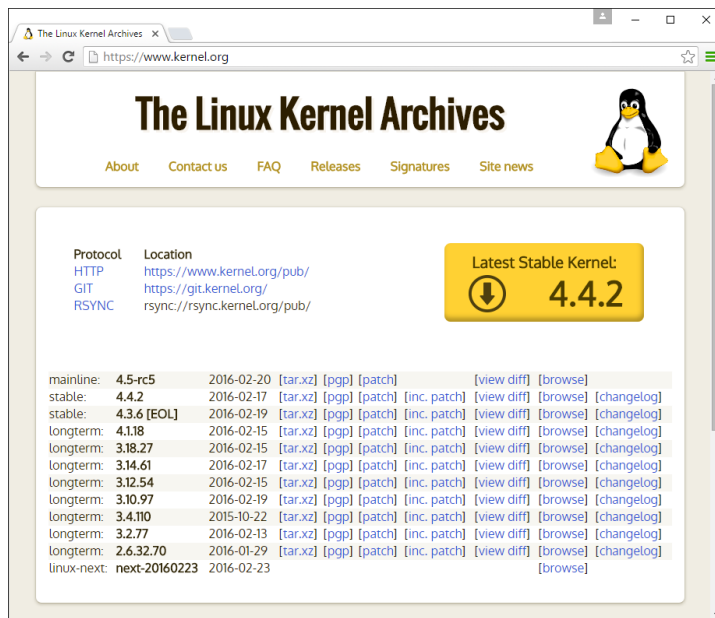 The Linux Kernel Archives
https://www.kernel.org
The Linux Kernel Archives
About Contact us FAQ Releases Signatures Site news
Protocol Location
HTTP https://www.kernel.org/pub/
GIT https://git.kernel.org/
RSYNC rsync://rsync.kernel.org/pub/
Latest Stable Kernel:
4.4.2
mainline: 4.5-rc5 2016-02-20 [tar.xz] [pgp] [patch] [view diff] [browse]
stable: 4.4.2 2016-02-17 [tar.xz] [pgp] [patch] [inc. patch] [view diff] [browse] [changelog]
stable: 4.3.6 [EOL] 2016-02-19 [tar.xz] [pgp] [patch] [inc. patch] [view diff] [browse] [changelog]
longterm: 4.1.18 2016-02-15 [tar.xz] [pgp] [patch] [inc. patch] [view diff] [browse] [changelog]
longterm: 3.18.27 2016-02-15 [tar.xz] [pgp] [patch] [inc. patch] [view diff] [browse] [changelog]
longterm: 3.14.61 2016-02-17 [tar.xz] [pgp] [patch] [inc. patch] [view diff] [browse] [changelog]
longterm: 3.12.54 2016-02-15 [tar.xz] [pgp] [patch] [inc. patch] [view diff] [browse] [changelog]
longterm: 3.10.97 2016-02-19 [tar.xz] [pgp] [patch] [inc. patch] [view diff] [browse] [changelog]
longterm: 3.4.110 2015-10-22 [tar.xz] [pgp] [patch] [inc. patch] [view diff] [browse] [changelog]
longterm: 3.2.77 2016-02-13 [tar.xz] [pgp] [patch] [inc. patch] [view diff] [browse] [changelog]
longterm: 2.6.32.70 2016-01-29 [tar.xz] [pgp] [patch] [inc. patch] [view diff] [browse] [changelog]
linux-next: next-20160223 2016-02-23 [browse]